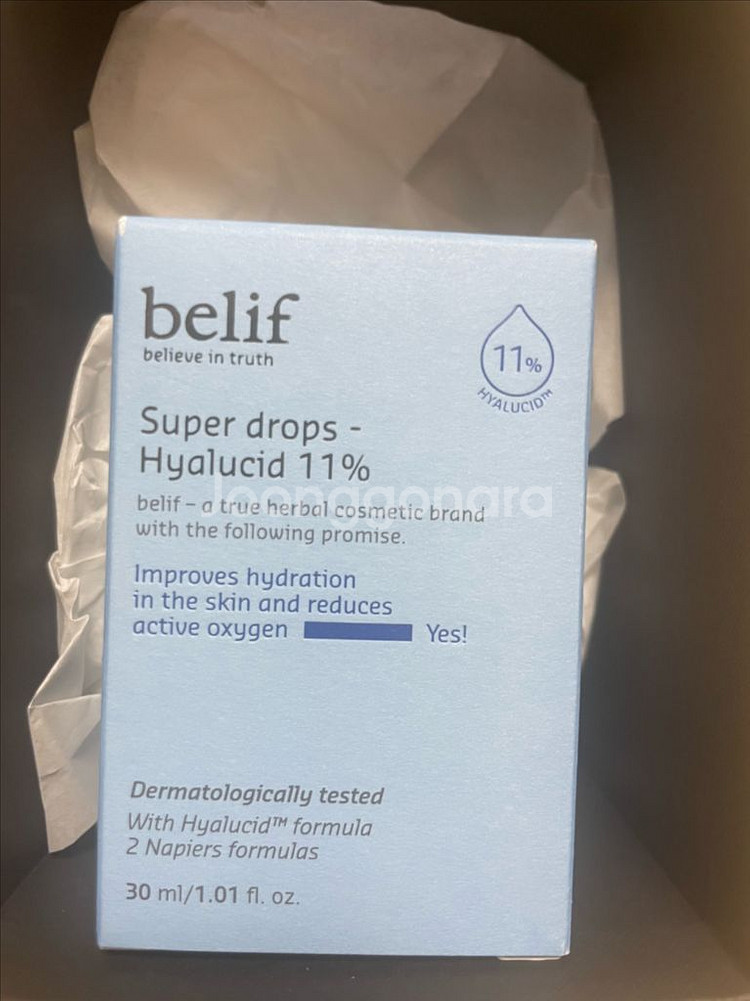 belif
believe in truth
11%
HYALUCID™
Super drops -
Hyalucid 11%
belif – a true herbal cosmetic brand
with the following promise.
joonggonara
Improves hydration
in the skin and reduces
active oxygen Yes!
Dermatologically tested
With Hyalucid™ formula
2 Napiers formulas
30 ml/1.01 fl. oz.